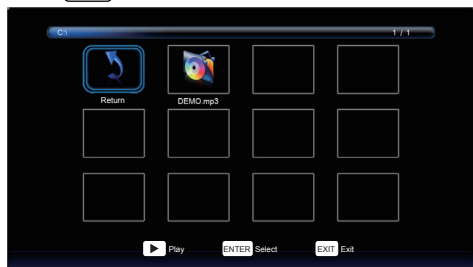 C:\ 1 / 1
Return DEMO.mp3
Play ENTER Select EXIT Exit